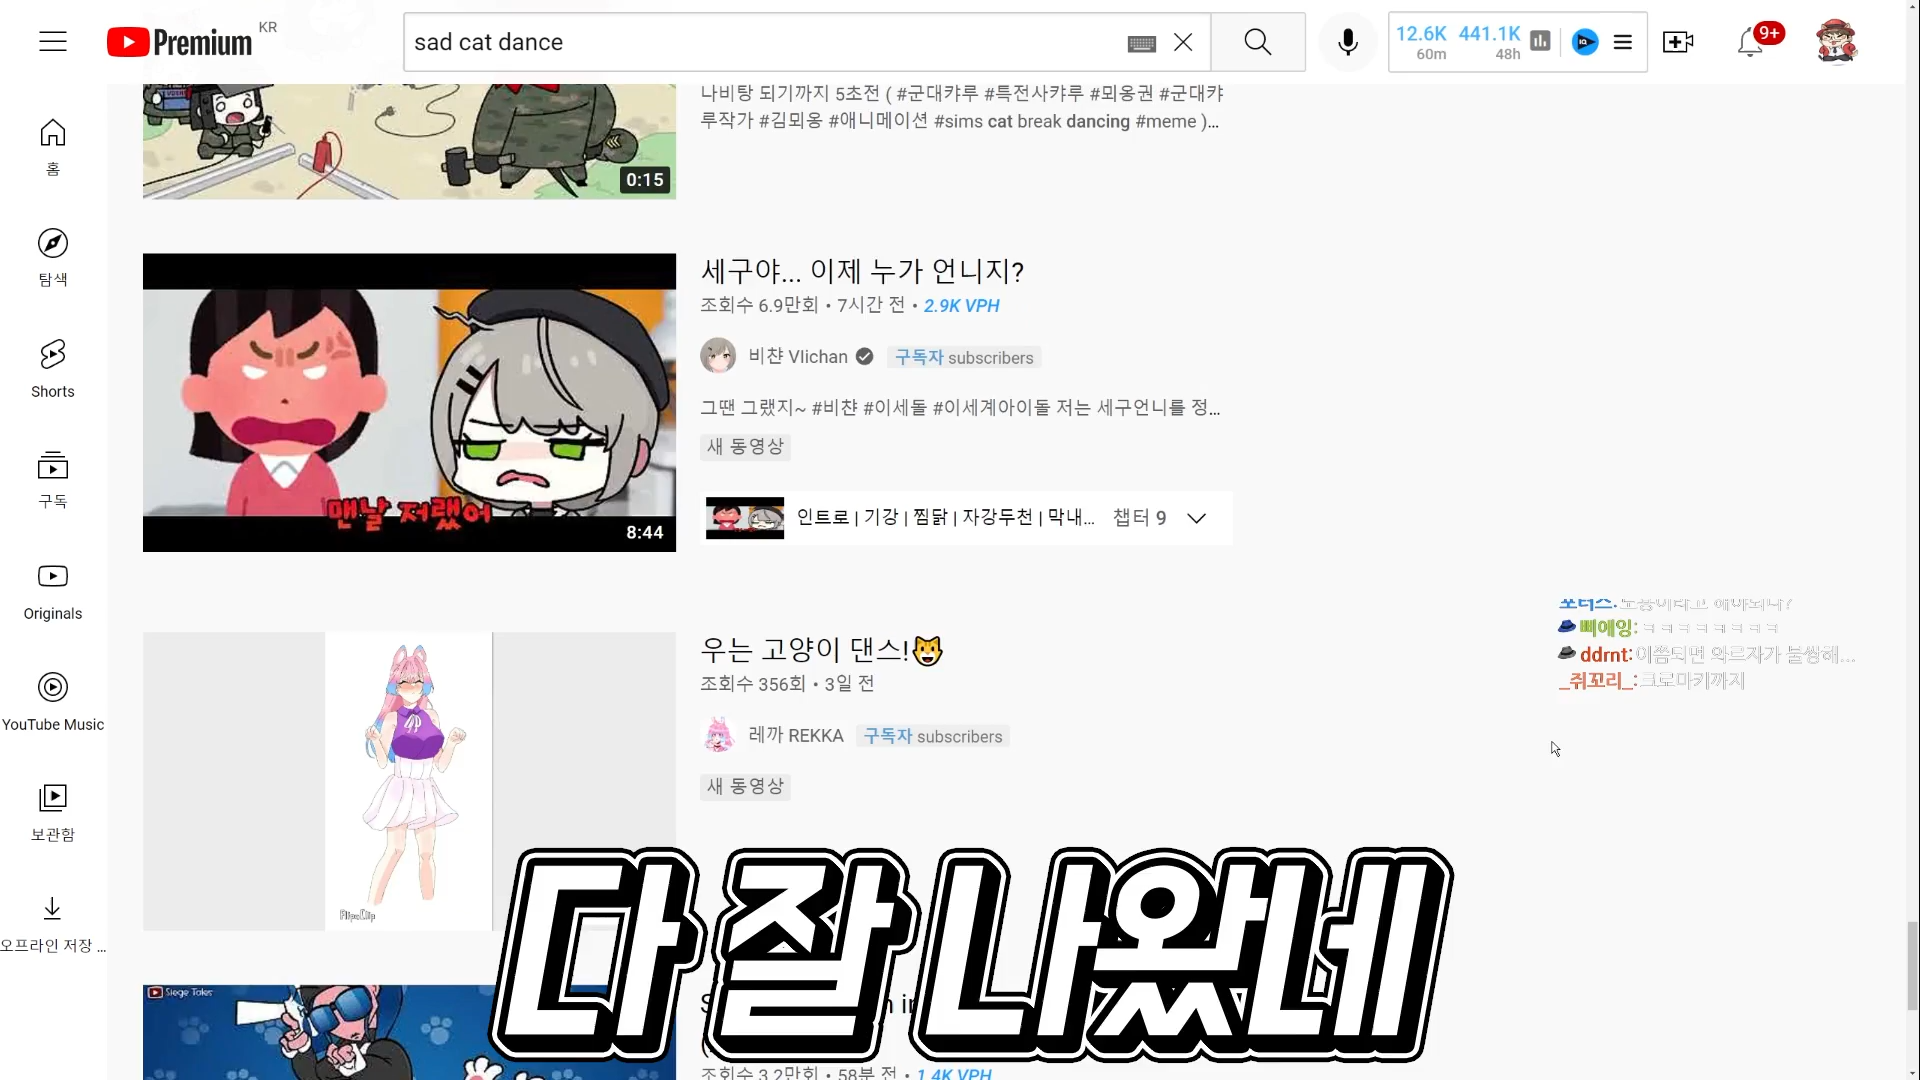 Premium KR
sad cat dance
12.6K 441.1K
60m 48h
9+
홈
탐색
Shorts
구독
Originals
YouTube Music
보관함
오프라인 저장 ...
나비탕 되기까지 5초전 ( #군대캬루 #특전사캬루 #뫼옹권 #군대캬
루작가 #김뫼옹 #애니메이션 #sims cat break dancing #meme )...
0:15
세구야... 이제 누가 언니지?
조회수 6.9만회 • 7시간 전 • 2.9K VPH
비챤 VIichan 구독자 subscribers
그땐 그랬지~ #비챤 #이세돌 #이세계아이돌 저는 세구언니를 정...
새 동영상
맨날 저랬어
8:44
인트로 | 기강 | 찜닭 | 자강두천 | 막내... 챕터 9
우는 고양이 댄스!
조회수 356회 • 3일 전
레까 REKKA 구독자 subscribers
새 동영상
FlipaClip
삐애잉:ㅋㅋㅋㅋㅋㅋㅋㅋ
ddrnt:이쯤되면 와르자가 불쌍해...
_쥐꼬리_:크로마키까지
다 잘 나왔네
Siege Tales
조회수 3.2만회 • 58분 전 • 1.4K VPH